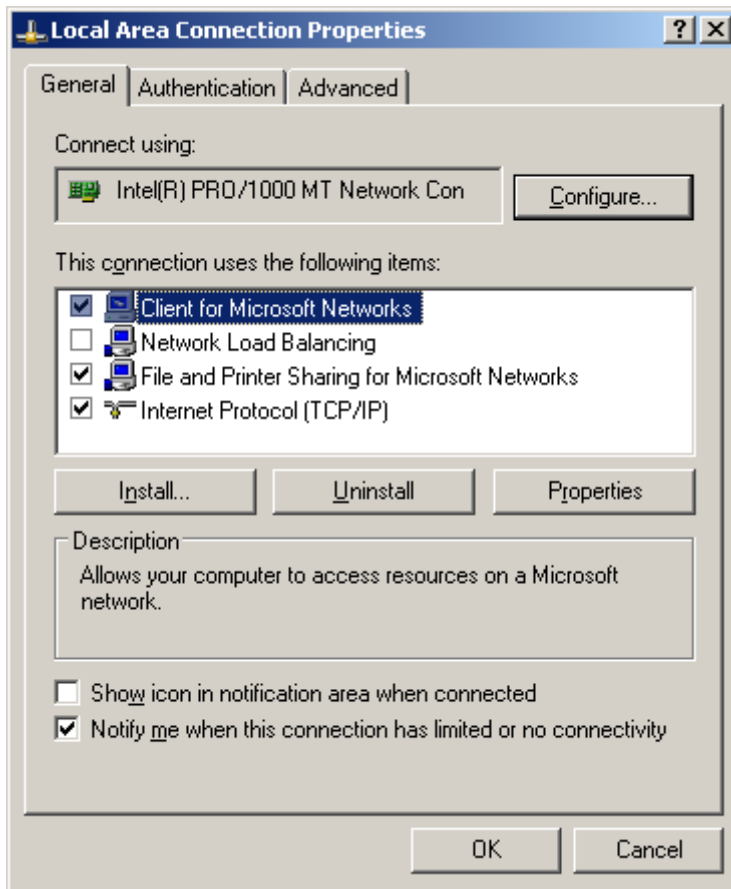 Local Area Connection Properties
General Authentication Advanced
Connect using:
Intel(R) PRO/1000 MT Network Con
Configure...
This connection uses the following items:
Client for Microsoft Networks
Network Load Balancing
File and Printer Sharing for Microsoft Networks
Internet Protocol (TCP/IP)
Install... Uninstall Properties
Description
Allows your computer to access resources on a Microsoft
network.
Show icon in notification area when connected
Notify me when this connection has limited or no connectivity
OK Cancel